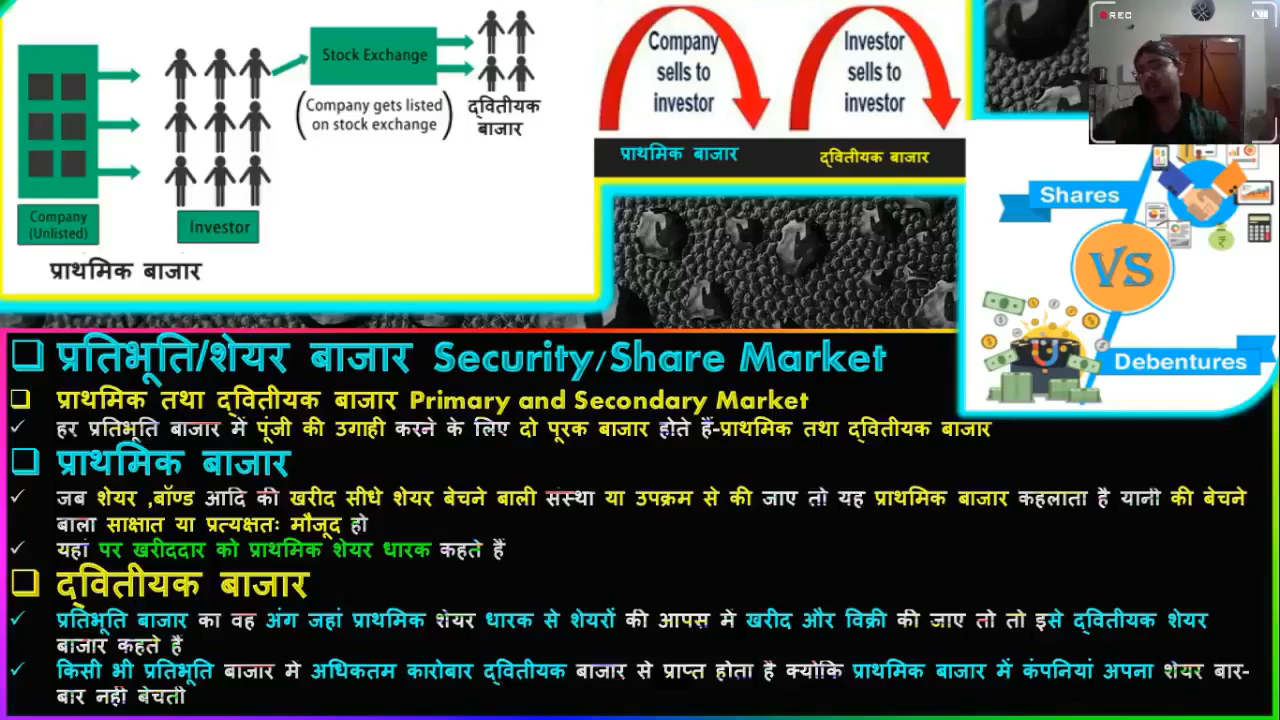 Stock Exchange
(Company gets listed
on stock exchange)
द्वितीयक
बाजार
Company
(Unlisted)
Investor
प्राथमिक बाजार
Company
sells to
investor
Investor
sells to
investor
प्राथमिक बाजार
द्वितीयक बाजार
REC
Shares
VS
Debentures
प्रतिभूति/शेयर बाजार Security/Share Market
प्राथमिक तथा द्वितीयक बाजार Primary and Secondary Market
हर प्रतिभूति बाजार में पूंजी की उगाही करने के लिए दो पूरक बाजार होते हैं-प्राथमिक तथा द्वितीयक बाजार
प्राथमिक बाजार
जब शेयर ,बॉण्ड आदि की खरीद सीधे शेयर बेचने बाली संस्था या उपक्रम से की जाए तो यह प्राथमिक बाजार कहलाता है यानी की बेचने
बाला साक्षात या प्रत्यक्षतः मौजूद हो
यहां पर खरीददार को प्राथमिक शेयर धारक कहते हैं
द्वितीयक बाजार
प्रतिभूति बाजार का वह अंग जहां प्राथमिक शेयर धारक से शेयरों की आपस में खरीद और विक्री की जाए तो तो इसे द्वितीयक शेयर
बाजार कहते हैं
किसी भी प्रतिभूति बाजार में अधिकतम कारोबार द्वितीयक बाजार से प्राप्त होता है क्योकि प्राथमिक बाजार में कंपनियां अपना शेयर बार-
बार नही बेचती